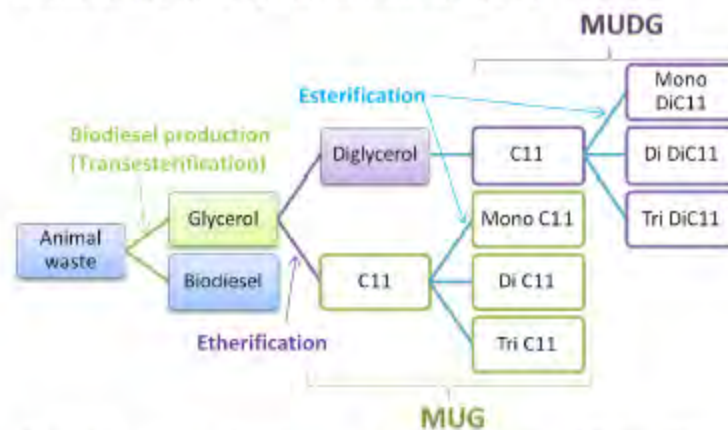 MUDG
Mono
DiC11
Esterification
Biodiesel production
(Transesterification)
Diglycerol
C11
Di DiC11
Glycerol
Mono C11
Tri DiC11
Animal
waste
Biodiesel
C11
Di C11
Etherification
Tri C11
MUG